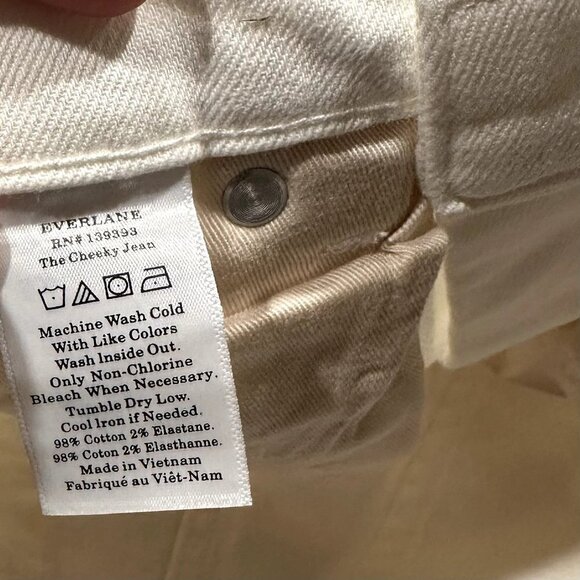 EVERLANE
RN# 139393
The Cheeky Jean
Machine Wash Cold
With Like Colors
Wash Inside Out.
Only Non-Chlorine
Bleach When Necessary.
Tumble Dry Low.
Cool Iron if Needed.
98% Cotton 2% Elastane.
98% Coton 2% Elasthanne.
Made in Vietnam
Fabriqué au Viêt-Nam